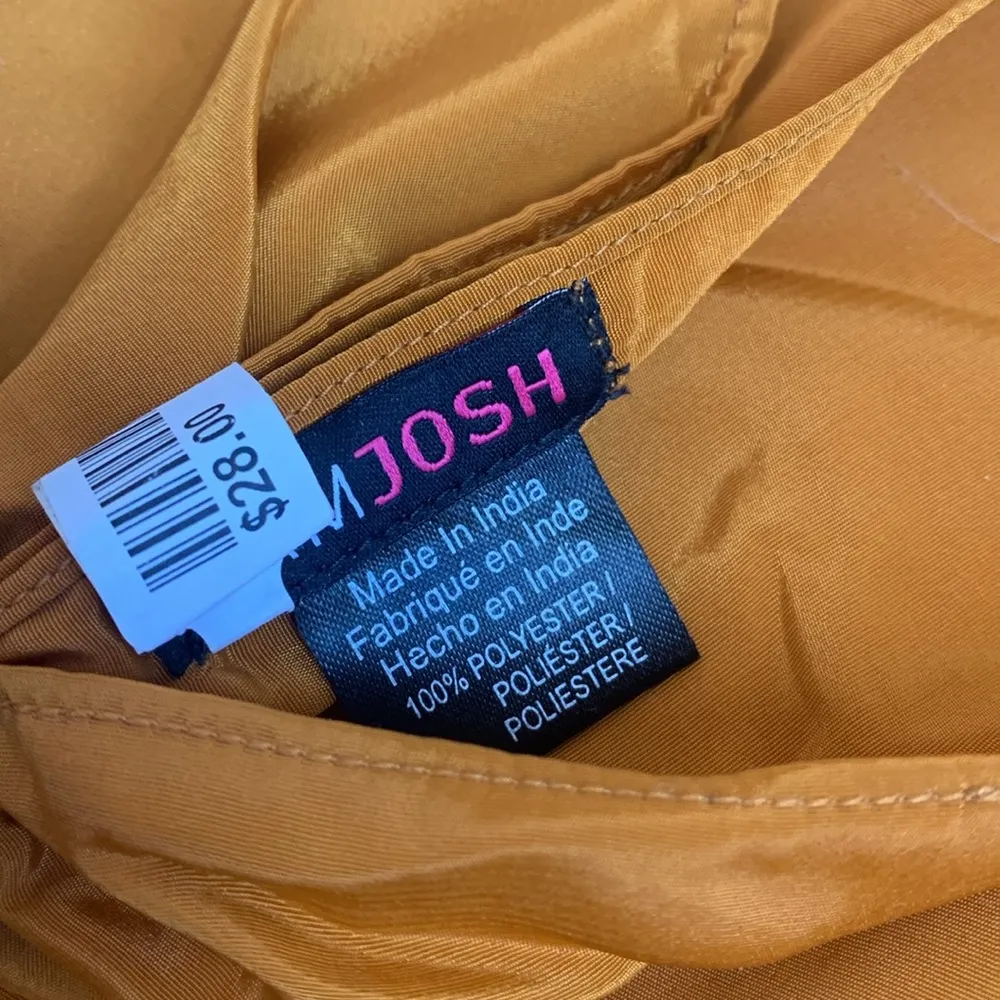 $28.00
JOSH
Made In India
Fabriqué en Inde
Hecho en India
100% POLYESTER/
POLIÉSTER/
POLIESTERE